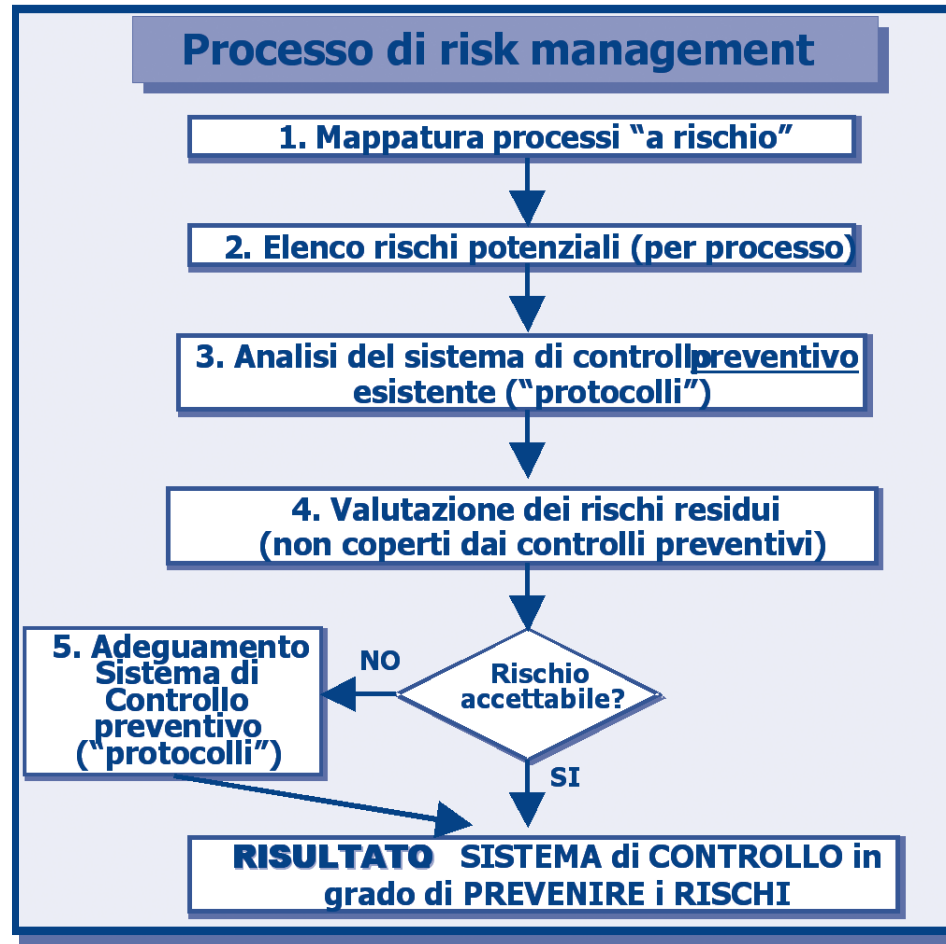 Processo di risk management
1. Mappatura processi “a rischio”
2. Elenco rischi potenziali (per processo)
3. Analisi del sistema di controllo preventivo
esistente (“protocolli”)
4. Valutazione dei rischi residui
(non coperti dai controlli preventivi)
Rischio
accettabile?
NO
5. Adeguamento
Sistema di
Controllo
preventivo
(“protocolli”)
SI
RISULTATO SISTEMA di CONTROLLO in
grado di PREVENIRE i RISCHI